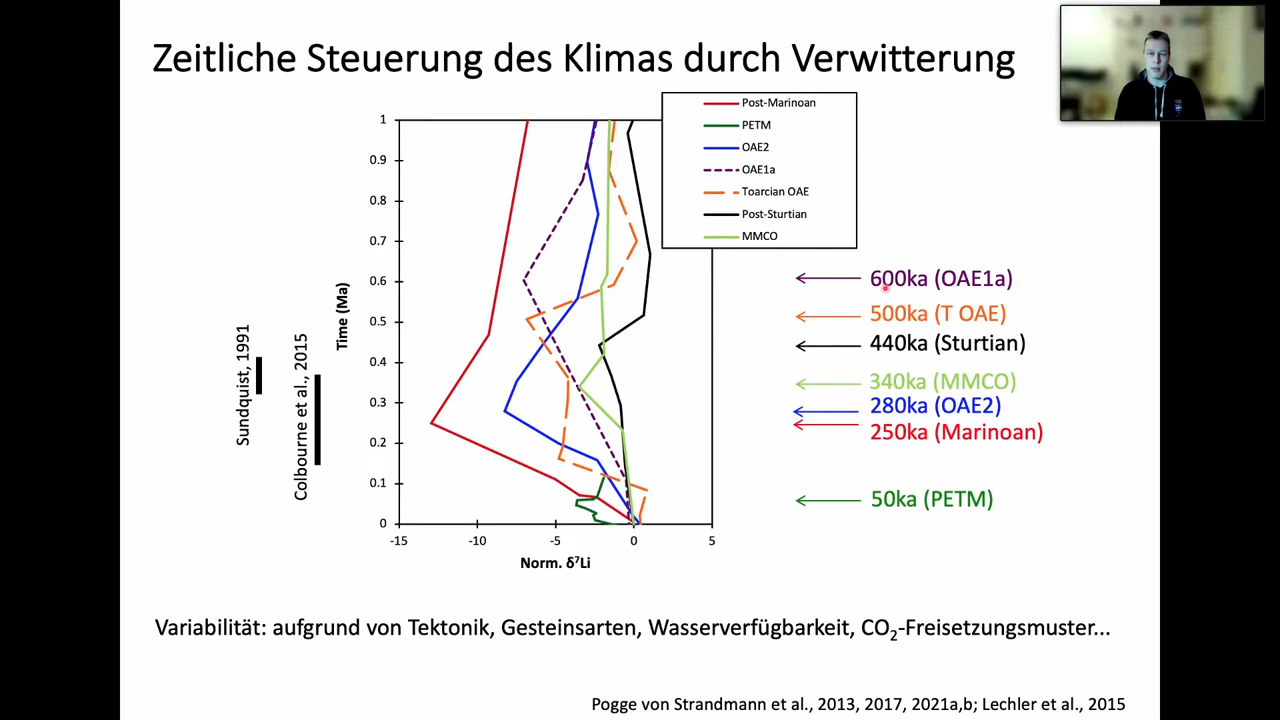 Zeitliche Steuerung des Klimas durch Verwitterung
Post-Marinoan
PETM
OAE2
OAE1a
Toarcian OAE
Post-Sturtian
MMCO
1
0.9
0.8
0.7
0.6
0.5
0.4
0.3
0.2
0.1
0
Time (Ma)
-15 -10 -5 0 5
Norm. δ⁷Li
Sundquist, 1991
Colbourne et al., 2015
600ka (OAE1a)
500ka (T OAE)
440ka (Sturtian)
340ka (MMCO)
280ka (OAE2)
250ka (Marinoan)
50ka (PETM)
Variabilität: aufgrund von Tektonik, Gesteinsarten, Wasserverfügbarkeit, CO₂-Freisetzungsmuster...
Pogge von Strandmann et al., 2013, 2017, 2021a,b; Lechler et al., 2015